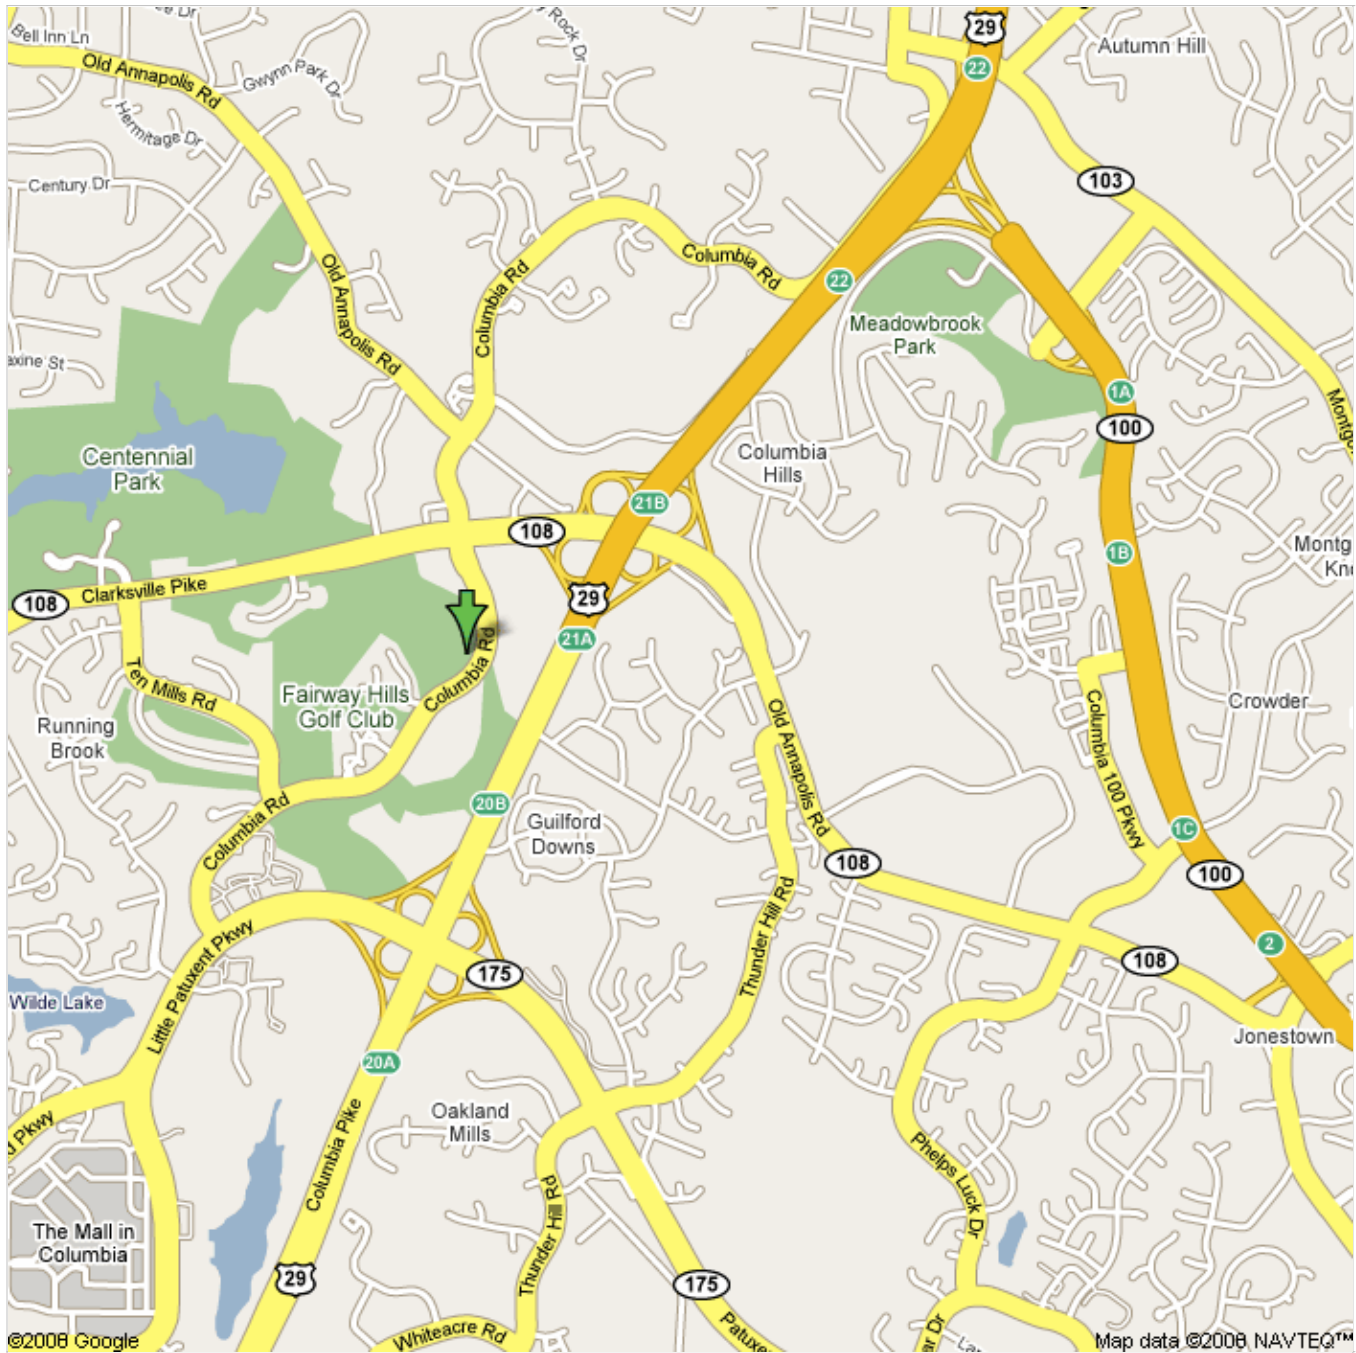 29
Autumn Hill
Bell Inn Ln
Rock Dr
22
Old Annapolis Rd
Gwynn Park Dr
Hermitage Dr
Century Dr
103
Columbia Rd
Old Annapolis Rd
Columbia Rd
22
Meadowbrook
Park
1A
100
Centennial
Park
Columbia
Hills
21B
108
1B
Clarksville Pike
108
29
21A
Columbia Rd
Ten Mills Rd
Fairway Hills
Golf Club
Running
Brook
Old Annapolis Rd
Columbia 100 Pkwy
Crowder
20B
Guilford
Downs
Columbia Rd
1C
108
100
Thunder Hill Rd
Little Patuxent Pkwy
2
175
108
Wilde Lake
Jonestown
20A
Oakland
Mills
Pkwy
Columbia Pike
Phelps Luck Dr
Thunder Hill Rd
The Mall in
Columbia
29
175
Whiteacre Rd
©2008 Google
Map data ©2008 NAVTEQ™